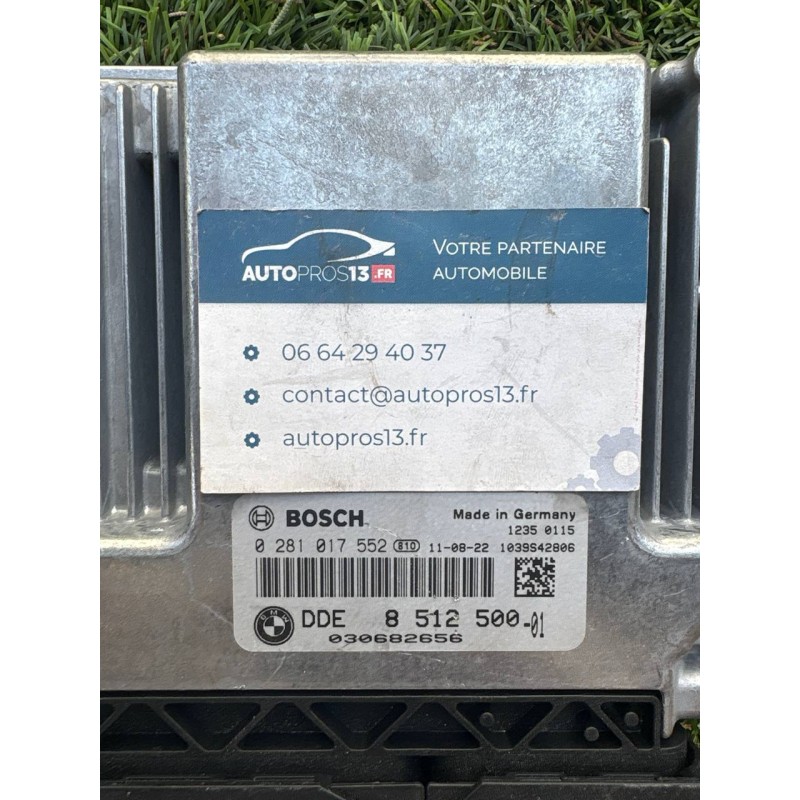 VOTRE PARTENAIRE
AUTOMOBILE
AUTOPROS13.FR
06 64 29 40 37
contact@autopros13.fr
autopros13.fr
BOSCH
Made in Germany
1235 0115
0 281 017 552 810 11-08-22 1039S42806
BMW
DDE 8 512 500-01
030682656